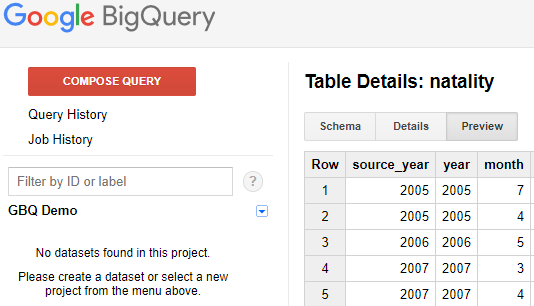 Google BigQuery
COMPOSE QUERY
Query History
Job History
Filter by ID or label
?
GBQ Demo
No datasets found in this project.
Please create a dataset or select a new
project from the menu above.
Table Details: natality
Schema Details Preview
Row source_year year month
1 2005 2005 7
2 2005 2005 4
3 2006 2006 5
4 2007 2007 3
5 2007 2007 4